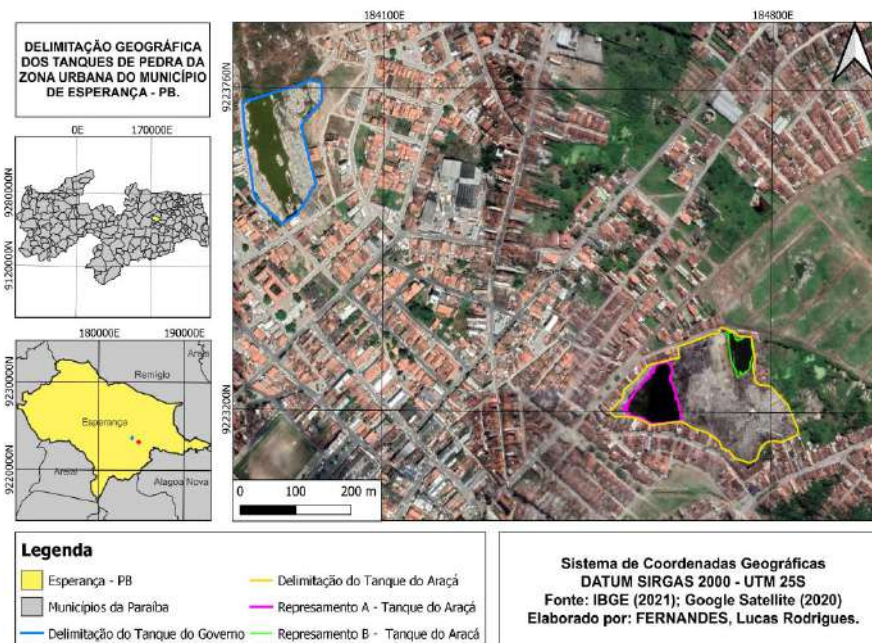 DELIMITAÇÃO GEOGRÁFICA
DOS TANQUES DE PEDRA DA
ZONA URBANA DO MUNICÍPIO
DE ESPERANÇA - PB.
184100E
184800E
9223760N
9223200N
0E
170000E
9280000N
9120000N
180000E
190000E
9230000N
9220000N
Areia
Remígio
Esperança
Areial
Alagoa Nova
0
100
200 m
Legenda
Esperança - PB
Municípios da Paraíba
Delimitação do Tanque do Governo
Delimitação do Tanque do Araçá
Represamento A - Tanque do Araçá
Represamento B - Tanque do Araçá
Sistema de Coordenadas Geográficas
DATUM SIRGAS 2000 - UTM 25S
Fonte: IBGE (2021); Google Satellite (2020)
Elaborado por: FERNANDES, Lucas Rodrigues.